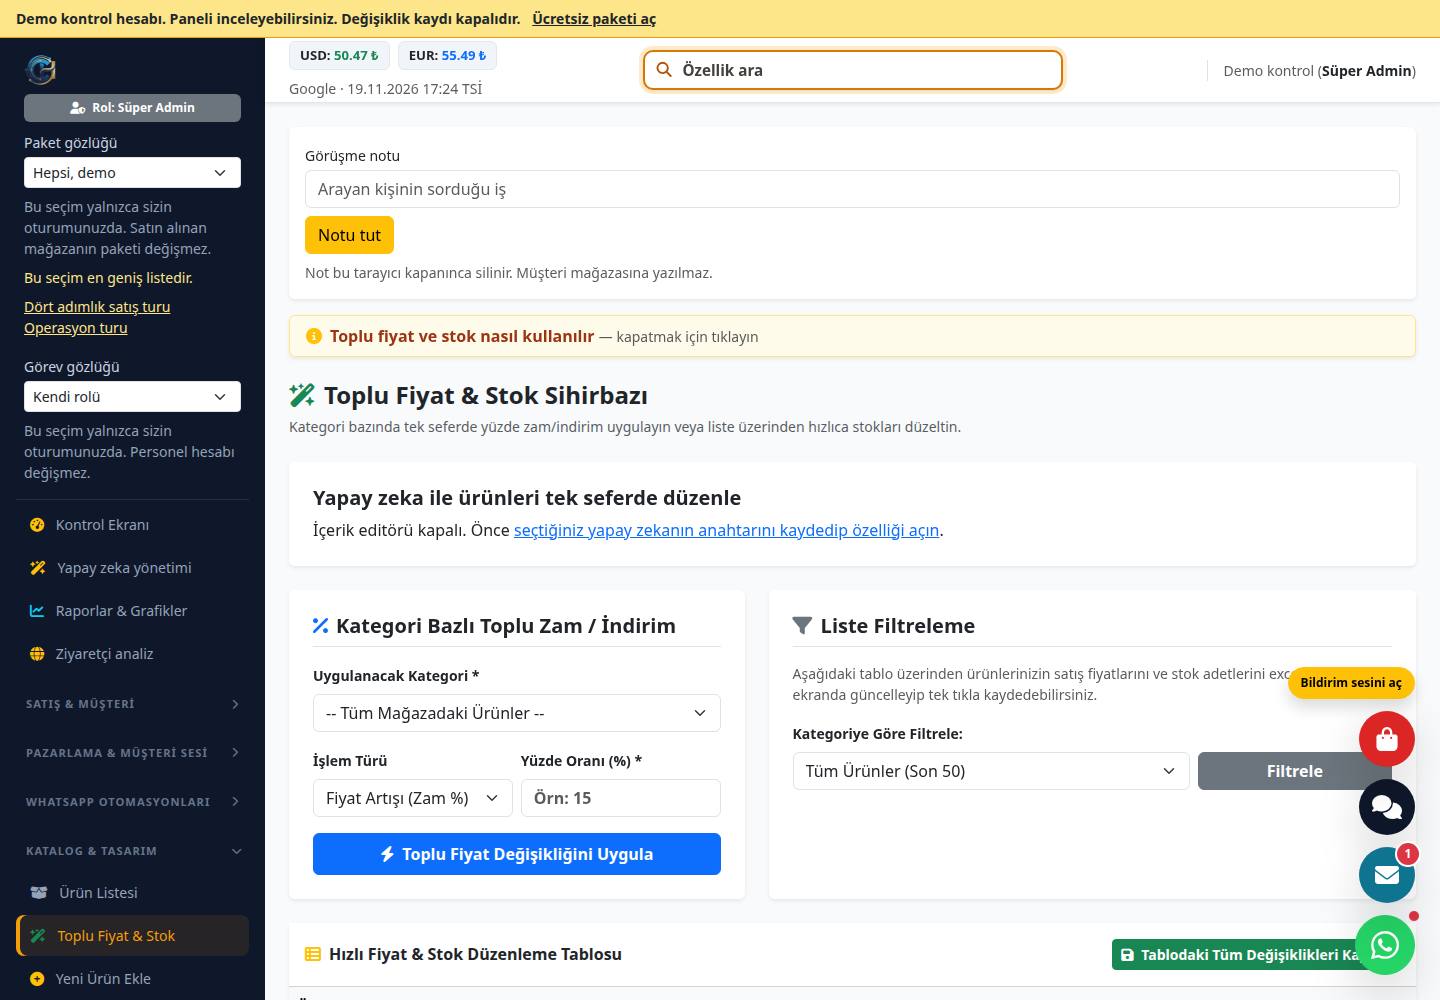 Demo kontrol hesabı. Paneli inceleyebilirsiniz. Değişiklik kaydı kapalıdır. Ücretsiz paketi aç
Rol: Süper Admin
Paket gözlüğü
Hepsi, demo
Bu seçim yalnızca sizin
oturumunuzda. Satın alınan
mağazanın paketi değişmez.
Bu seçim en geniş listedir.
Dört adımlık satış turu
Operasyon turu
Görev gözlüğü
Kendi rolü
Bu seçim yalnızca sizin
oturumunuzda. Personel hesabı
değişmez.
Kontrol Ekranı
Yapay zeka yönetimi
Raporlar & Grafikler
Ziyaretçi analiz
SATIŞ & MÜŞTERİ
PAZARLAMA & MÜŞTERİ SESİ
WHATSAPP OTOMASYONLARI
KATALOG & TASARIM
Ürün Listesi
Toplu Fiyat & Stok
Yeni Ürün Ekle
USD: 50.47 ₺ EUR: 55.49 ₺
Google · 19.11.2026 17:24 TSİ
Özellik ara
Demo kontrol (Süper Admin)
Görüşme notu
Arayan kişinin sorduğu iş
Notu tut
Not bu tarayıcı kapanınca silinir. Müşteri mağazasına yazılmaz.
Toplu fiyat ve stok nasıl kullanılır — kapatmak için tıklayın
Toplu Fiyat & Stok Sihirbazı
Kategori bazında tek seferde yüzde zam/indirim uygulayın veya liste üzerinden hızlıca stokları düzeltin.
Yapay zeka ile ürünleri tek seferde düzenle
İçerik editörü kapalı. Önce seçtiğiniz yapay zekanın anahtarını kaydedip özelliği açın.
Kategori Bazlı Toplu Zam / İndirim
Uygulanacak Kategori *
-- Tüm Mağazadaki Ürünler --
İşlem Türü
Yüzde Oranı (%) *
Fiyat Artışı (Zam %)
Örn: 15
Toplu Fiyat Değişikliğini Uygula
Liste Filtreleme
Aşağıdaki tablo üzerinden ürünlerinizin satış fiyatlarını ve stok adetlerini
ekranda güncelleyip tek tıkla kaydedebilirsiniz.
Kategoriye Göre Filtrele:
Tüm Ürünler (Son 50)
Filtrele
Bildirim sesini aç
1
Hızlı Fiyat & Stok Düzenleme Tablosu
Tablodaki Tüm Değişiklikleri